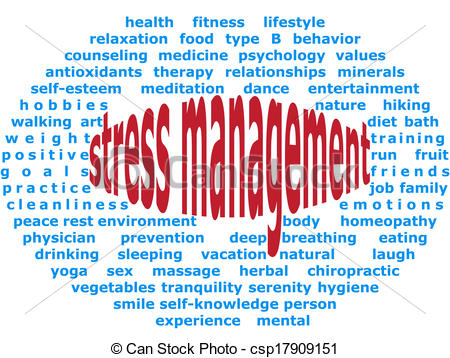 health fitness lifestyle
relaxation food type B behavior
counseling medicine psychology values
antioxidants therapy relationships minerals
self-esteem meditation dance entertainment
hobbies nature hiking
walking art diet bath
weight training
positive run fruit
stress management
goals friends
practice job family
cleanliness emotions
peace rest environment body homeopathy
physician prevention deep breathing eating
drinking sleeping vacation natural laugh
yoga sex massage herbal chiropractic
vegetables tranquility serenity hygiene
smile self-knowledge person
experience mental
© Can Stock Photo - csp17909151